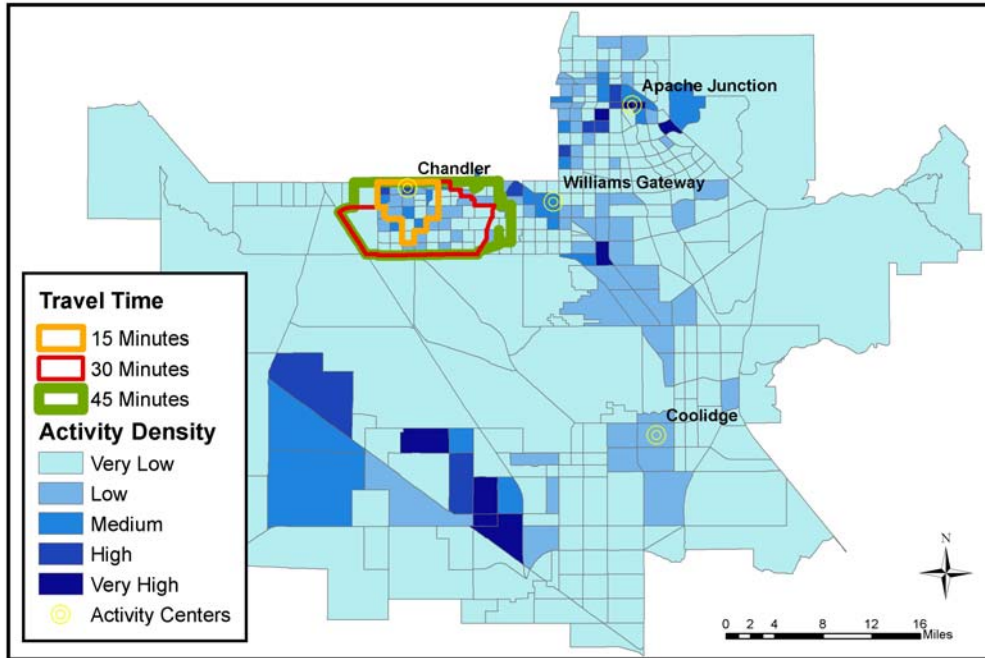 Apache Junction
Chandler
Williams Gateway
Coolidge
Travel Time
15 Minutes
30 Minutes
45 Minutes
Activity Density
Very Low
Low
Medium
High
Very High
Activity Centers
N
0 2 4 8 12 16
Miles